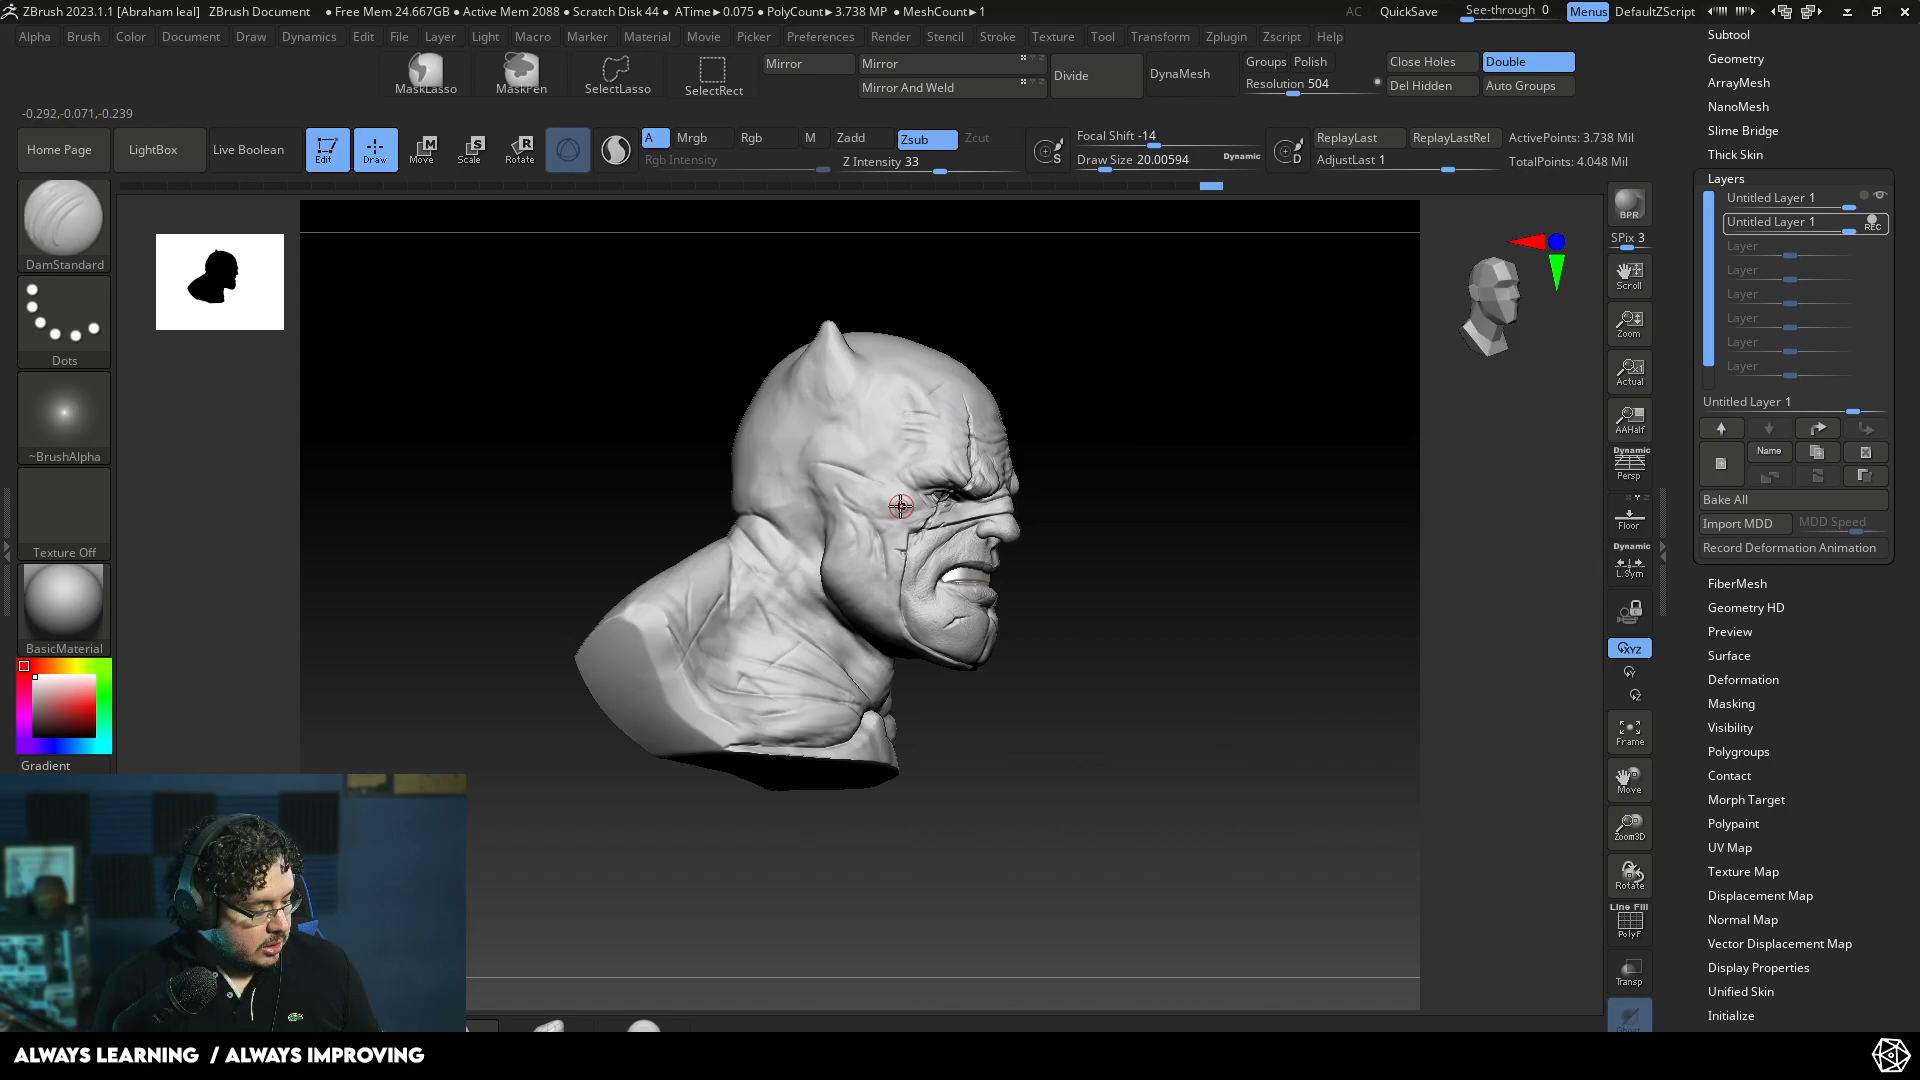 ZBrush 2023.1.1 [Abraham leal] ZBrush Document ● Free Mem 24.667GB ● Active Mem 2088 ● Scratch Disk 44 ● ATime►0.075 ● PolyCount►3.738 MP ● MeshCount►1 AC QuickSave See-through 0 Menus DefaultZScript
Alpha Brush Color Document Draw Dynamics Edit File Layer Light Macro Marker Material Movie Picker Preferences Render Stencil Stroke Texture Tool Transform Zplugin Zscript Help
MaskLasso MaskPen SelectLasso SelectRect
Mirror Mirror
Mirror And Weld
Divide
DynaMesh
Groups Polish
Resolution 504
Close Holes Double
Del Hidden Auto Groups
-0.292,-0.071,-0.239
Home Page LightBox Live Boolean
Edit Draw Move Scale Rotate
A Mrgb Rgb M Zadd Zsub Zcut
Rgb Intensity Z Intensity 33
S
Focal Shift -14
Draw Size 20.00594 Dynamic
D
ReplayLast ReplayLastRel ActivePoints: 3.738 Mil
AdjustLast 1 TotalPoints: 4.048 Mil
DamStandard
Dots
~BrushAlpha
Texture Off
BasicMaterial
Gradient
BPR
SPix 3
Scroll
Zoom
Actual
AAHalf
Dynamic
Persp
Floor
Dynamic
L.Sym
XYZ
Y
Z
Frame
Move
Zoom3D
Rotate
Line Fill
PolyF
Transp
Ghost
Subtool
Geometry
ArrayMesh
NanoMesh
Slime Bridge
Thick Skin
Layers
Untitled Layer 1
Untitled Layer 1 REC
Layer
Layer
Layer
Layer
Layer
Layer
Untitled Layer 1
Name
Bake All
Import MDD MDD Speed
Record Deformation Animation
FiberMesh
Geometry HD
Preview
Surface
Deformation
Masking
Visibility
Polygroups
Contact
Morph Target
Polypaint
UV Map
Texture Map
Displacement Map
Normal Map
Vector Displacement Map
Display Properties
Unified Skin
Initialize
ALWAYS LEARNING / ALWAYS IMPROVING